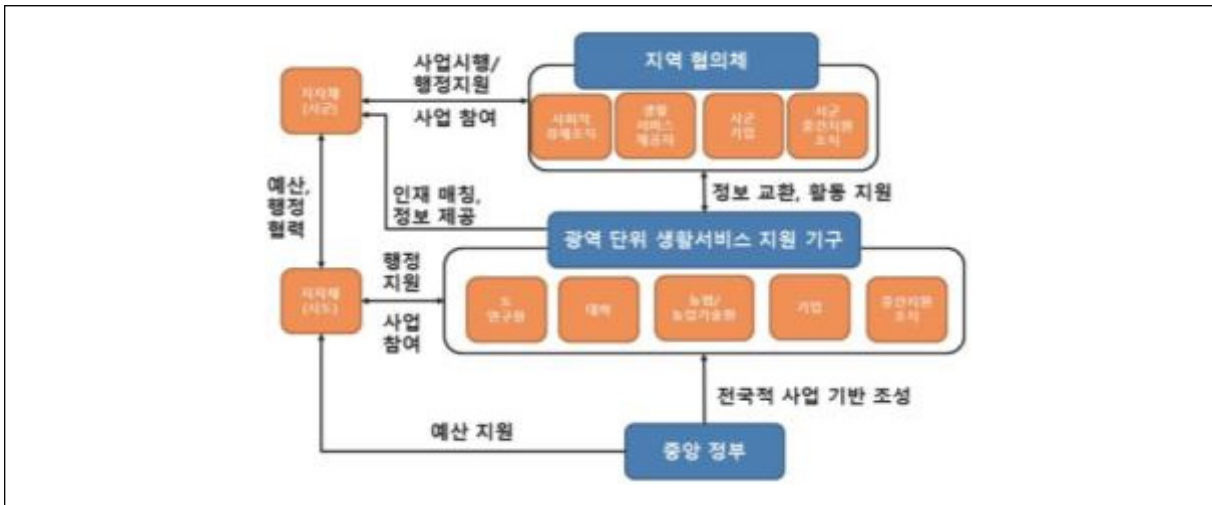 지역 협의체
사업시행/
행정지원
사업 참여
지자체
(시군)
사회적
경제조직
생활
서비스
제공자
시군
기업
시군
중간지원
조직
정보 교환, 활동 지원
예산,
행정
협력
인재 매칭,
정보 제공
광역 단위 생활서비스 지원 기구
행정
지원
사업
참여
지자체
(시도)
도
연구원
대학
농협/
농업기술원
기업
중간지원
조직
전국적 사업 기반 조성
예산 지원
중앙 정부